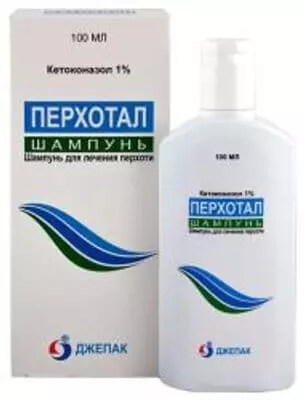 100 МЛ
Кетоконазол 1%
ПЕРХОТАЛ
ШАМПУНЬ
Шампунь для лечения перхоти
ДЖЕПАК
100 МЛ
Кетоконазол 1%
ПЕРХОТАЛ
ШАМПУНЬ
Шампунь для лечения перхоти
ДЖЕПАК